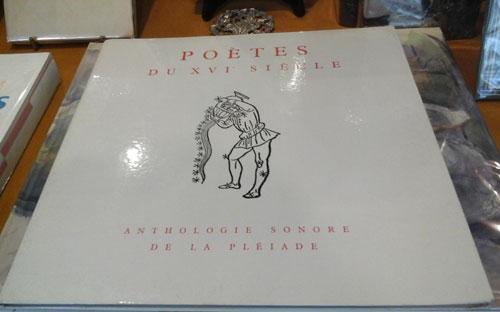 POÈTES
DU XVIᵉ SIÈCLE
ANTHOLOGIE SONORE
DE LA PLÉIADE